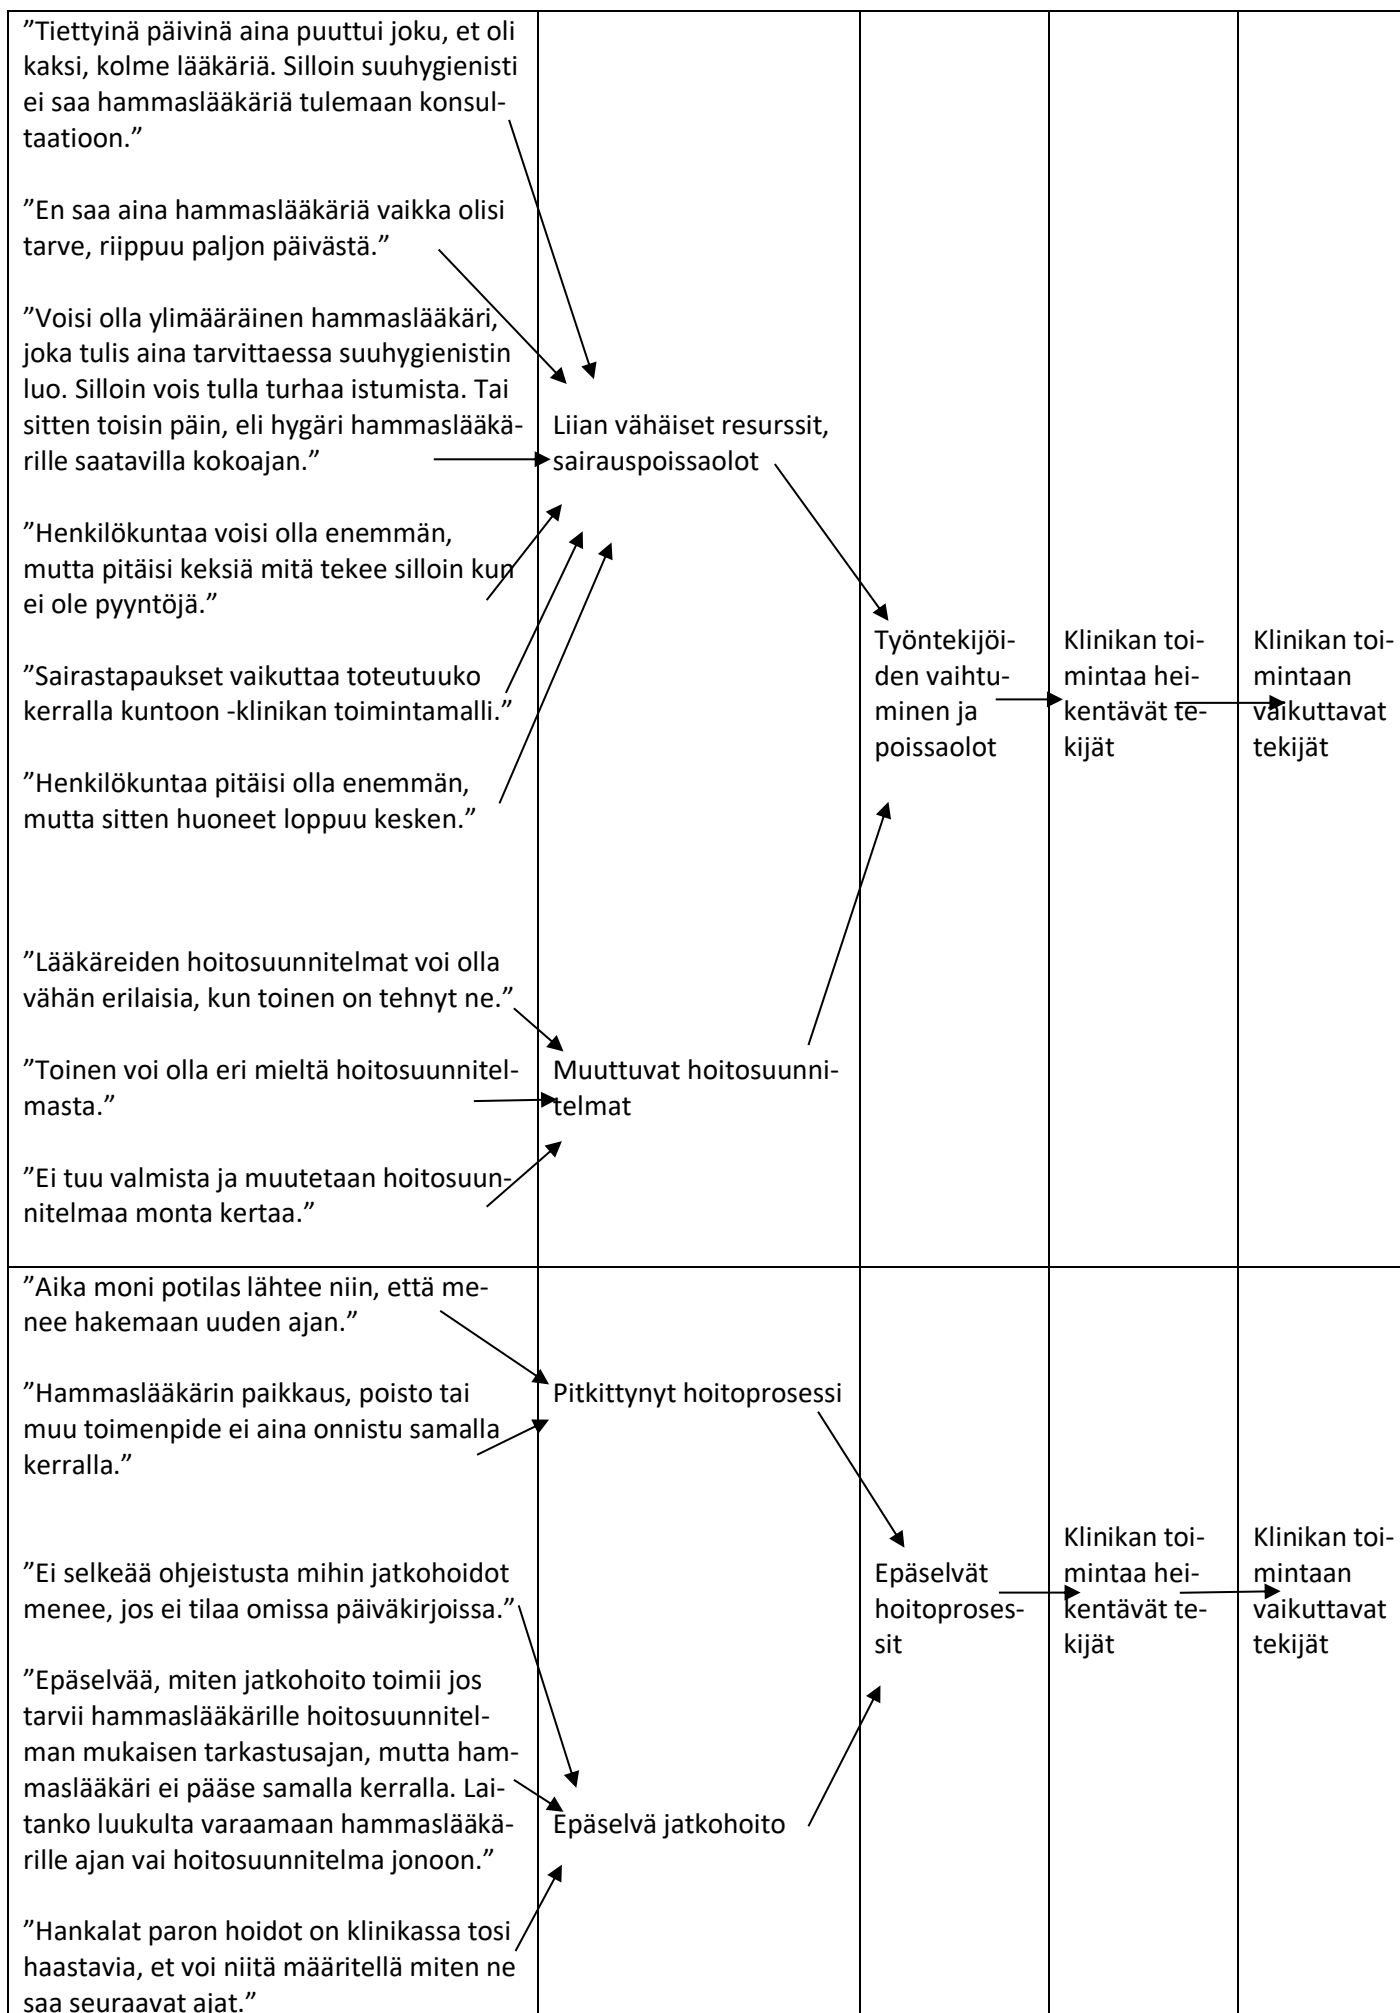 ”Tiettyinä päivinä aina puuttui joku, et oli
kaksi, kolme lääkäriä. Silloin suuhygienisti
ei saa hammaslääkäriä tulemaan konsul-
taatioon.”
”En saa aina hammaslääkäriä vaikka olisi
tarve, riippuu paljon päivästä.”
”Voisi olla ylimääräinen hammaslääkäri,
joka tulis aina tarvittaessa suuhygienistin
luo. Silloin vois tulla turhaa istumista. Tai
sitten toisin päin, eli hygäri hammaslääkä-
rille saatavilla kokoajan.”
”Henkilökuntaa voisi olla enemmän,
mutta pitäisi keksiä mitä tekee silloin kun
ei ole pyyntöjä.”
”Sairastapaukset vaikuttaa toteutuuko
kerralla kuntoon -klinikan toimintamalli.”
”Henkilökuntaa pitäisi olla enemmän,
mutta sitten huoneet loppuu kesken.”
”Lääkäreiden hoitosuunnitelmat voi olla
vähän erilaisia, kun toinen on tehnyt ne.”
”Toinen voi olla eri mieltä hoitosuunnitel-
masta.”
”Ei tuu valmista ja muutetaan hoitosuun-
nitelmaa monta kertaa.”
Liian vähäiset resurssit,
sairauspoissaolot
Muuttuvat hoitosuunni-
telmat
Työntekijöi-
den vaihtu-
minen ja
poissaolot
Klinikan toi-
mintaa hei-
kentävät te-
kijät
Klinikan toi-
mintaan
vaikuttavat
tekijät
”Aika moni potilas lähtee niin, että me-
nee hakemaan uuden ajan.”
”Hammaslääkärin paikkaus, poisto tai
muu toimenpide ei aina onnistu samalla
kerralla.”
”Ei selkeää ohjeistusta mihin jatkohoidot
menee, jos ei tilaa omissa päiväkirjoissa.”
”Epäselvää, miten jatkohoito toimii jos
tarvii hammaslääkärille hoitosuunnitel-
man mukaisen tarkastusajan, mutta ham-
maslääkäri ei pääse samalla kerralla. Lai-
tanko luukulta varaamaan hammaslääkä-
rille ajan vai hoitosuunnitelma jonoon.”
”Hankalat paron hoidot on klinikassa tosi
haastavia, et voi niitä määritellä miten ne
saa seuraavat ajat.”
Pitkittynyt hoitoprosessi
Epäselvä jatkohoito
Epäselvät
hoitoproses-
sit
Klinikan toi-
mintaa hei-
kentävät te-
kijät
Klinikan toi-
mintaan
vaikuttavat
tekijät